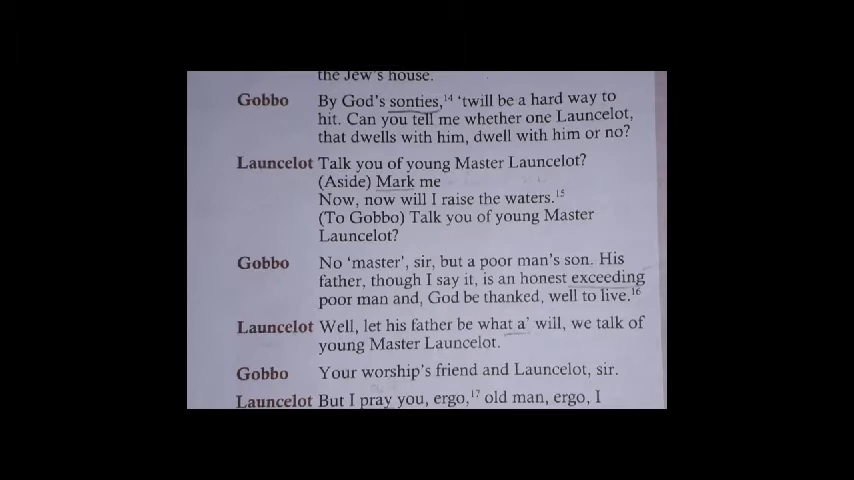 the Jew's house.
Gobbo By God's sonties,14 'twill be a hard way to
hit. Can you tell me whether one Launcelot,
that dwells with him, dwell with him or no?
Launcelot Talk you of young Master Launcelot?
(Aside) Mark me
Now, now will I raise the waters.15
(To Gobbo) Talk you of young Master
Launcelot?
Gobbo No 'master', sir, but a poor man's son. His
father, though I say it, is an honest exceeding
poor man and, God be thanked, well to live.16
Launcelot Well, let his father be what a' will, we talk of
young Master Launcelot.
Gobbo Your worship's friend and Launcelot, sir.
Launcelot But I pray you, ergo,17 old man, ergo, I